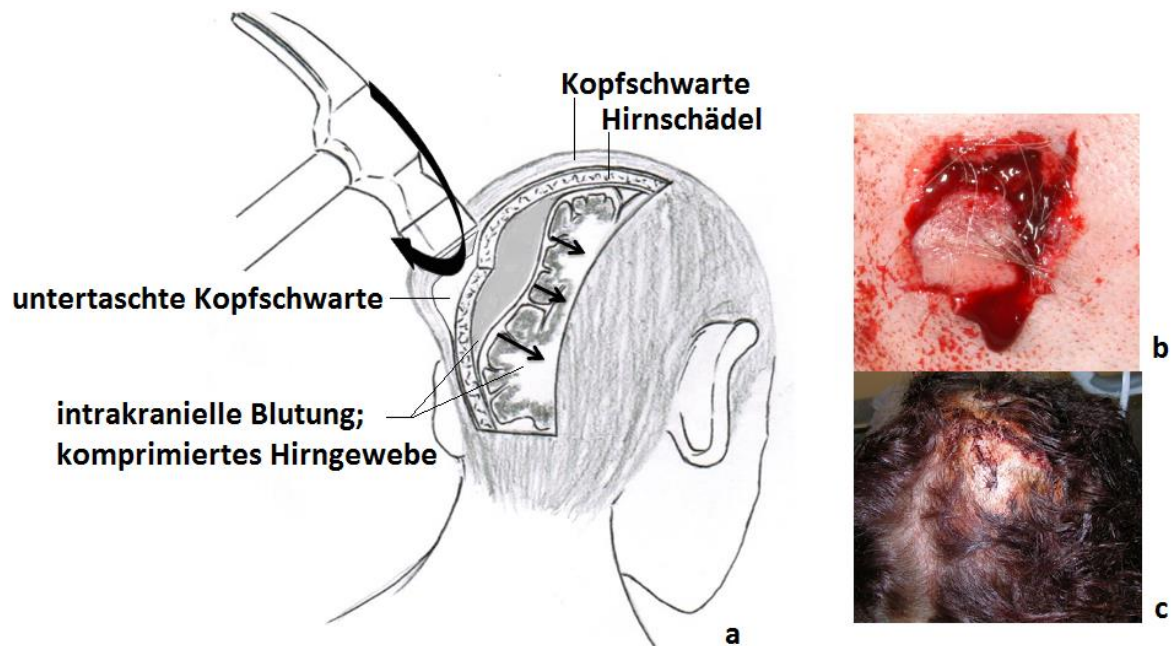 Kopfschwarte
Hirnschädel
untertaschte Kopfschwarte
intrakranielle Blutung;
komprimiertes Hirngewebe
a
b
c